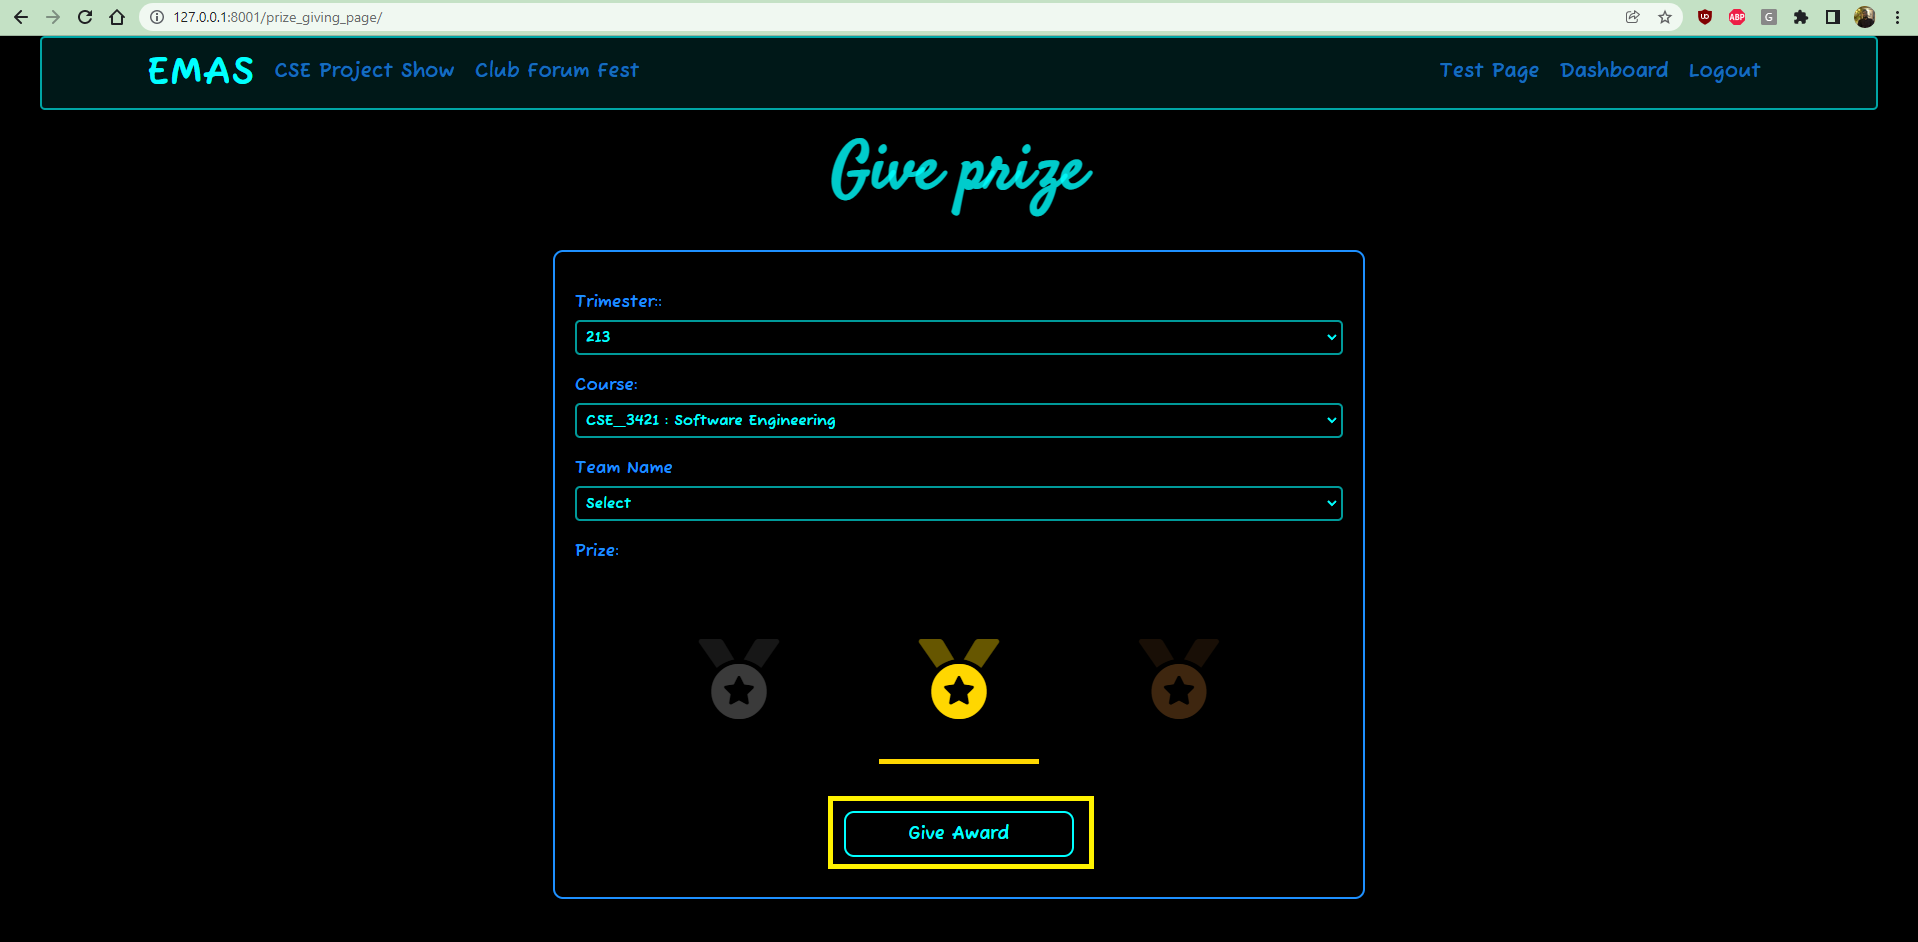 127.0.0.1:8001/prize_giving_page/
ABP
G
EMAS CSE Project Show Club Forum Fest Test Page Dashboard Logout
Give prize
Trimester::
213
Course:
CSE_3421 : Software Engineering
Team Name
Select
Prize:
Give Award